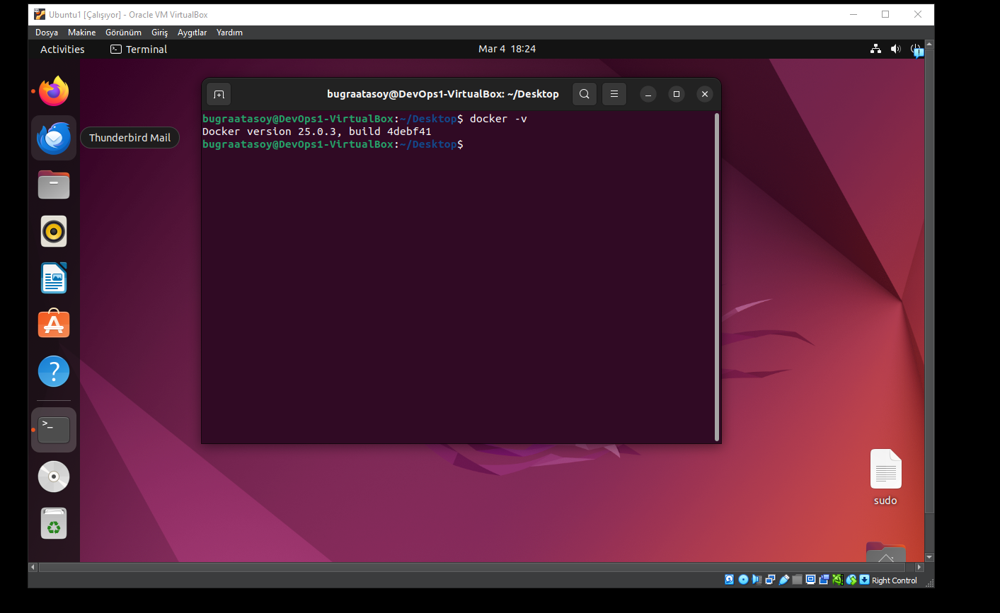 Ubuntu1 [Çalışıyor] - Oracle VM VirtualBox
Dosya Makine Görünüm Giriş Aygıtlar Yardım
Activities Terminal Mar 4 18:24
bugraatasoy@DevOps1-VirtualBox: ~/Desktop
bugraatasoy@DevOps1-VirtualBox:~/Desktop$ docker -v
Docker version 25.0.3, build 4debf41
bugraatasoy@DevOps1-VirtualBox:~/Desktop$
Thunderbird Mail
sudo
Right Control